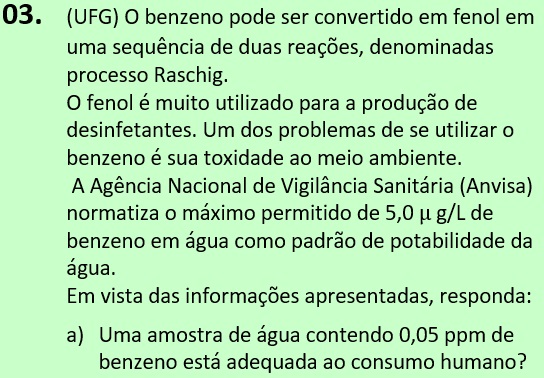 03. (UFG) O benzeno pode ser convertido em fenol em
uma sequência de duas reações, denominadas
processo Raschig.
O fenol é muito utilizado para a produção de
desinfetantes. Um dos problemas de se utilizar o
benzeno é sua toxidade ao meio ambiente.
A Agência Nacional de Vigilância Sanitária (Anvisa)
normatiza o máximo permitido de 5,0 μ g/L de
benzeno em água como padrão de potabilidade da
água.
Em vista das informações apresentadas, responda:
a) Uma amostra de água contendo 0,05 ppm de
benzeno está adequada ao consumo humano?